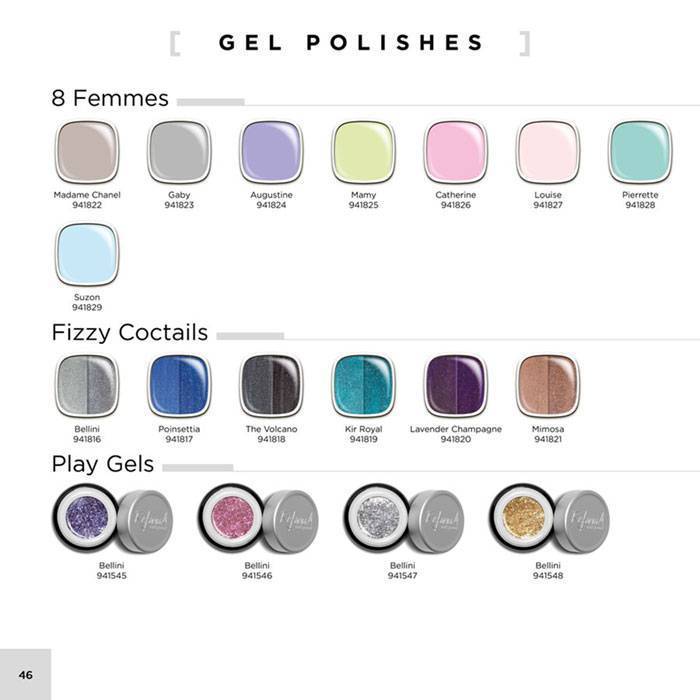 [ GEL POLISHES ]
8 Femmes
Madame Chanel
941822
Gaby
941823
Augustine
941824
Mamy
941825
Catherine
941826
Louise
941827
Pierrette
941828
Suzon
941829
Fizzy Coctails
Bellini
941816
Poinsettia
941817
The Volcano
941818
Kir Royal
941819
Lavender Champagne
941820
Mimosa
941821
Play Gels
Bellini
941545
Bellini
941546
Bellini
941547
Bellini
941548
46